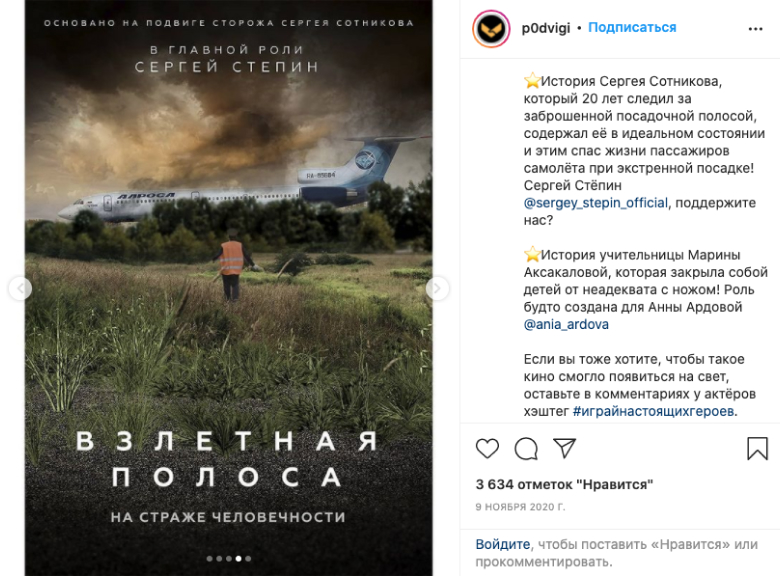 ОСНОВАНО НА ПОДВИГЕ СТОРОЖА СЕРГЕЯ СОТНИКОВА
В ГЛАВНОЙ РОЛИ
СЕРГЕЙ СТЕПИН
АЛРОСА
RA-85684
ВЗЛЕТНАЯ
ПОЛОСА
НА СТРАЖЕ ЧЕЛОВЕЧНОСТИ
p0dvigi • Подписаться
⭐История Сергея Сотникова,
который 20 лет следил за
заброшенной посадочной полосой,
содержал её в идеальном состоянии
и этим спас жизни пассажиров
самолёта при экстренной посадке!
Сергей Стёпин
@sergey_stepin_official, поддержите
нас?
⭐История учительницы Марины
Аксакаловой, которая закрыла собой
детей от неадеквата с ножом! Роль
будто создана для Анны Ардовой
@ania_ardova
Если вы тоже хотите, чтобы такое
кино смогло появиться на свет,
оставьте в комментариях у актёров
хэштег #играйнастоящихгероев.
3 634 отметок "Нравится"
9 НОЯБРЯ 2020 Г.
Войдите, чтобы поставить «Нравится» или
прокомментировать.